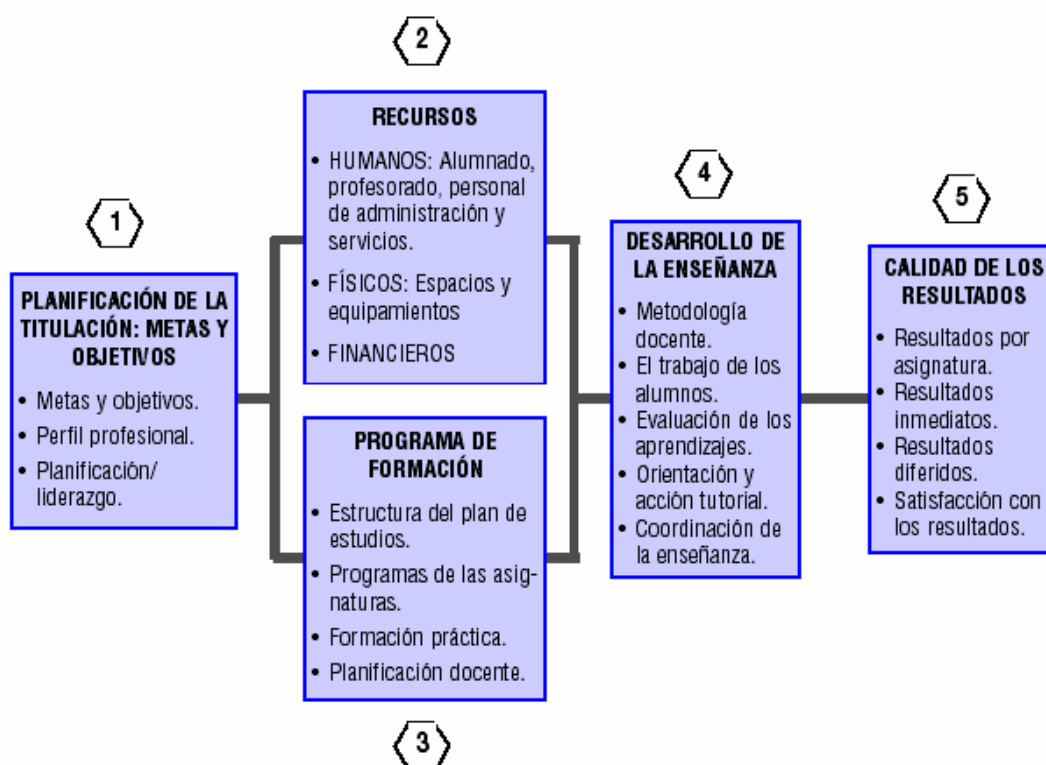 1
PLANIFICACIÓN DE LA
TITULACIÓN: METAS Y
OBJETIVOS
• Metas y objetivos.
• Perfil profesional.
• Planificación/
liderazgo.
2
RECURSOS
• HUMANOS: Alumnado,
profesorado, personal
de administración y
servicios.
• FÍSICOS: Espacios y
equipamientos
• FINANCIEROS
PROGRAMA DE
FORMACIÓN
• Estructura del plan de
estudios.
• Programas de las asig-
naturas.
• Formación práctica.
• Planificación docente.
3
4
DESARROLLO DE
LA ENSEÑANZA
• Metodología
docente.
• El trabajo de los
alumnos.
• Evaluación de los
aprendizajes.
• Orientación y
acción tutorial.
• Coordinación de
la enseñanza.
5
CALIDAD DE LOS
RESULTADOS
• Resultados por
asignatura.
• Resultados
inmediatos.
• Resultados
diferidos.
• Satisfacción con
los resultados.